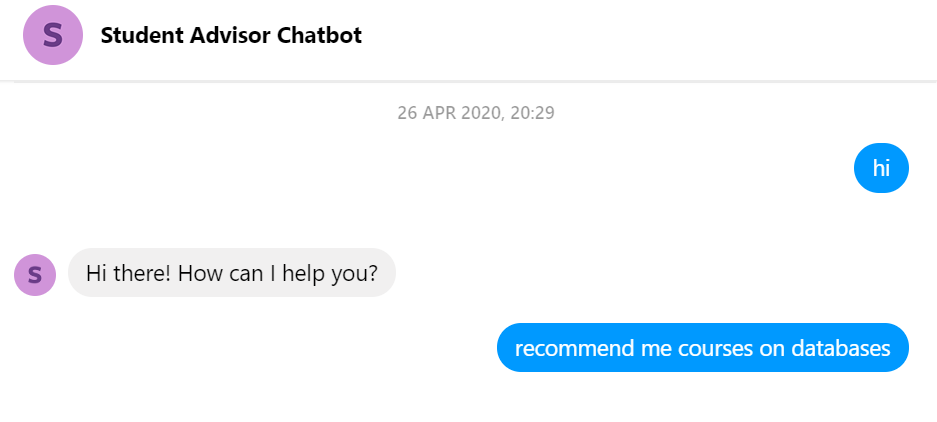 S
Student Advisor Chatbot
26 APR 2020, 20:29
hi
S
Hi there! How can I help you?
recommend me courses on databases